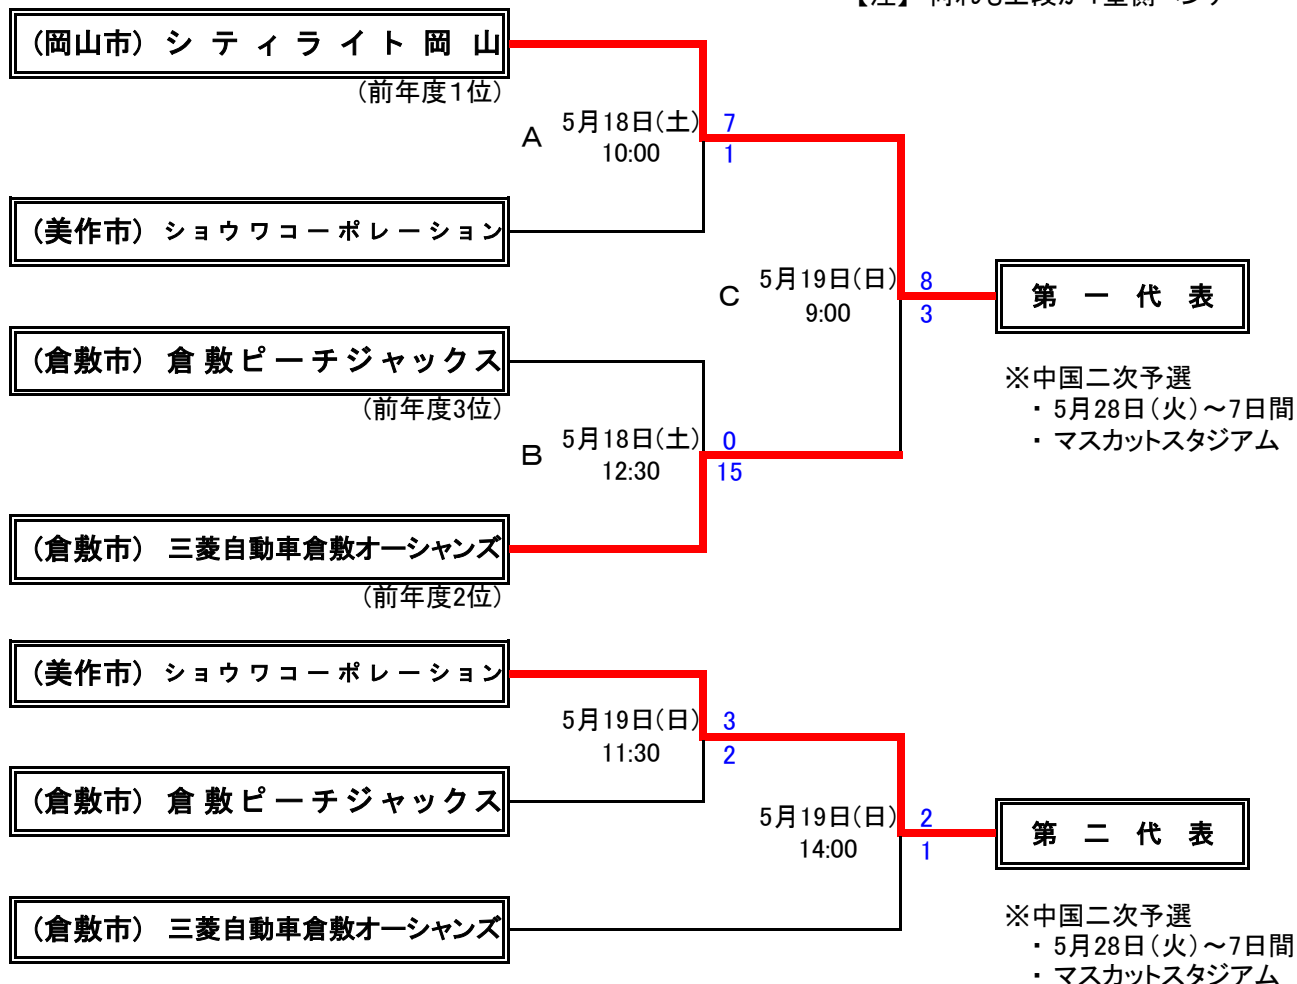 (岡山市) シティライト岡山
(前年度1位)
A 5月18日(土) 7
10:00 1
(美作市) ショウワコーポレーション
C 5月19日(日) 8
9:00 3
第一代表
(倉敷市) 倉敷ピーチジャックス
(前年度3位)
※中国二次予選
・ 5月28日(火)～7日間
・ マスカットスタジアム
B 5月18日(土) 0
12:30 15
(倉敷市) 三菱自動車倉敷オーシャンズ
(前年度2位)
(美作市) ショウワコーポレーション
5月19日(日) 3
11:30 2
(倉敷市) 倉敷ピーチジャックス
5月19日(日) 2
14:00 1
第二代表
(倉敷市) 三菱自動車倉敷オーシャンズ
※中国二次予選
・ 5月28日(火)～7日間
・ マスカットスタジアム